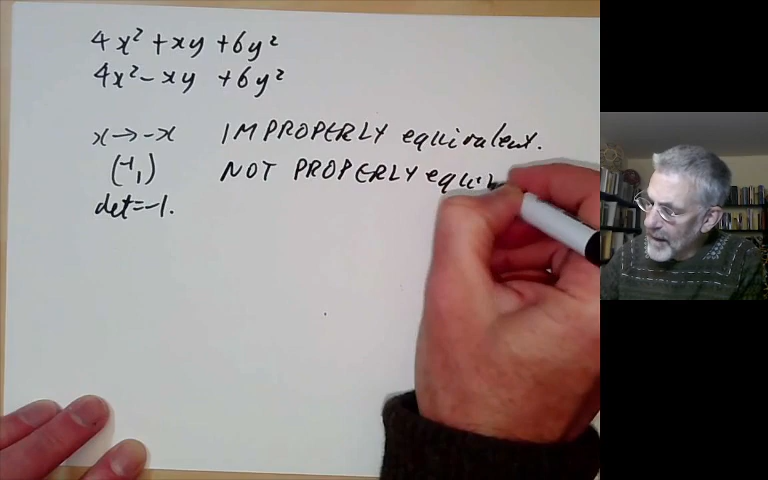 4x² + xy + 6y²
4x² - xy + 6y²
x → -x IMPROPERLY equivalent.
(-1 1) NOT PROPERLY
det = -1.